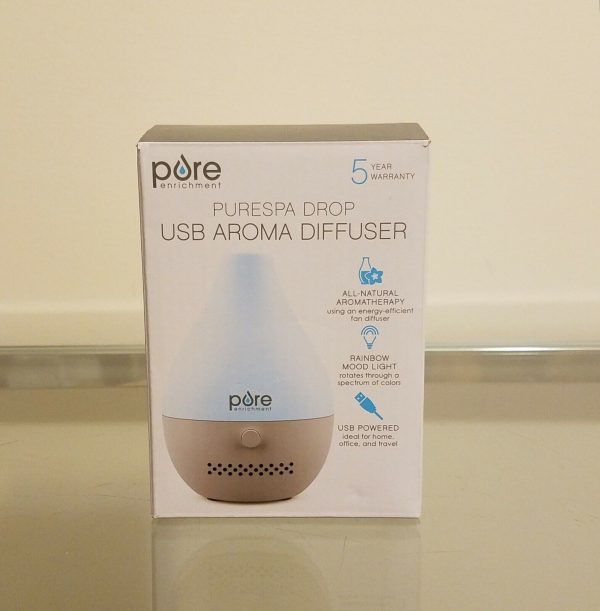 pure
enrichment
5 YEAR
WARRANTY
PURESPA DROP
USB AROMA DIFFUSER
ALL-NATURAL
AROMATHERAPY
using an energy-efficient
fan diffuser
RAINBOW
MOOD LIGHT
rotates through a
spectrum of colors
USB POWERED
ideal for home,
office, and travel
pure
enrichment